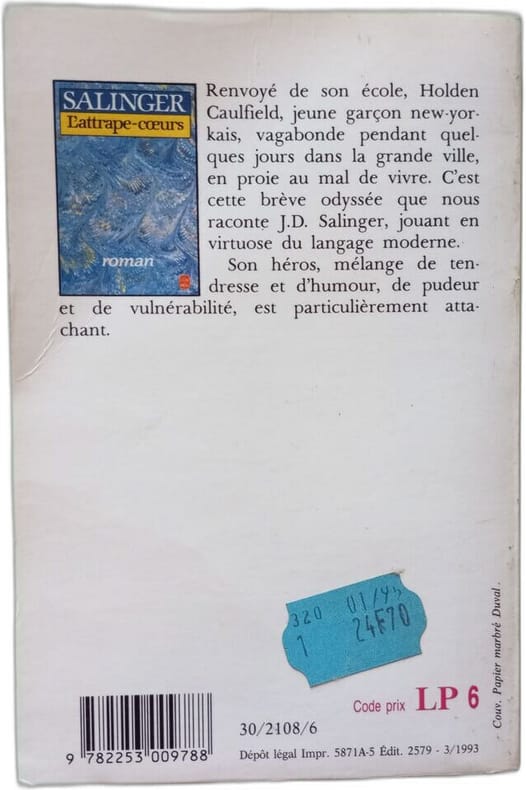 SALINGER
L'attrape-cœurs
roman
Renvoyé de son école, Holden
Caulfield, jeune garçon new-yor-
kais, vagabonde pendant quel-
ques jours dans la grande ville,
en proie au mal de vivre. C'est
cette brève odyssée que nous
raconte J.D. Salinger, jouant en
virtuose du langage moderne.
Son héros, mélange de ten-
dresse et d'humour, de pudeur
et de vulnérabilité, est particulièrement atta-
chant.
320 01/95
1 24F70
Couv. Papier marbré Duval.
Code prix LP 6
30/2108/6
9 782253 009788
Dépôt légal Impr. 5871A-5 Édit. 2579 - 3/1993